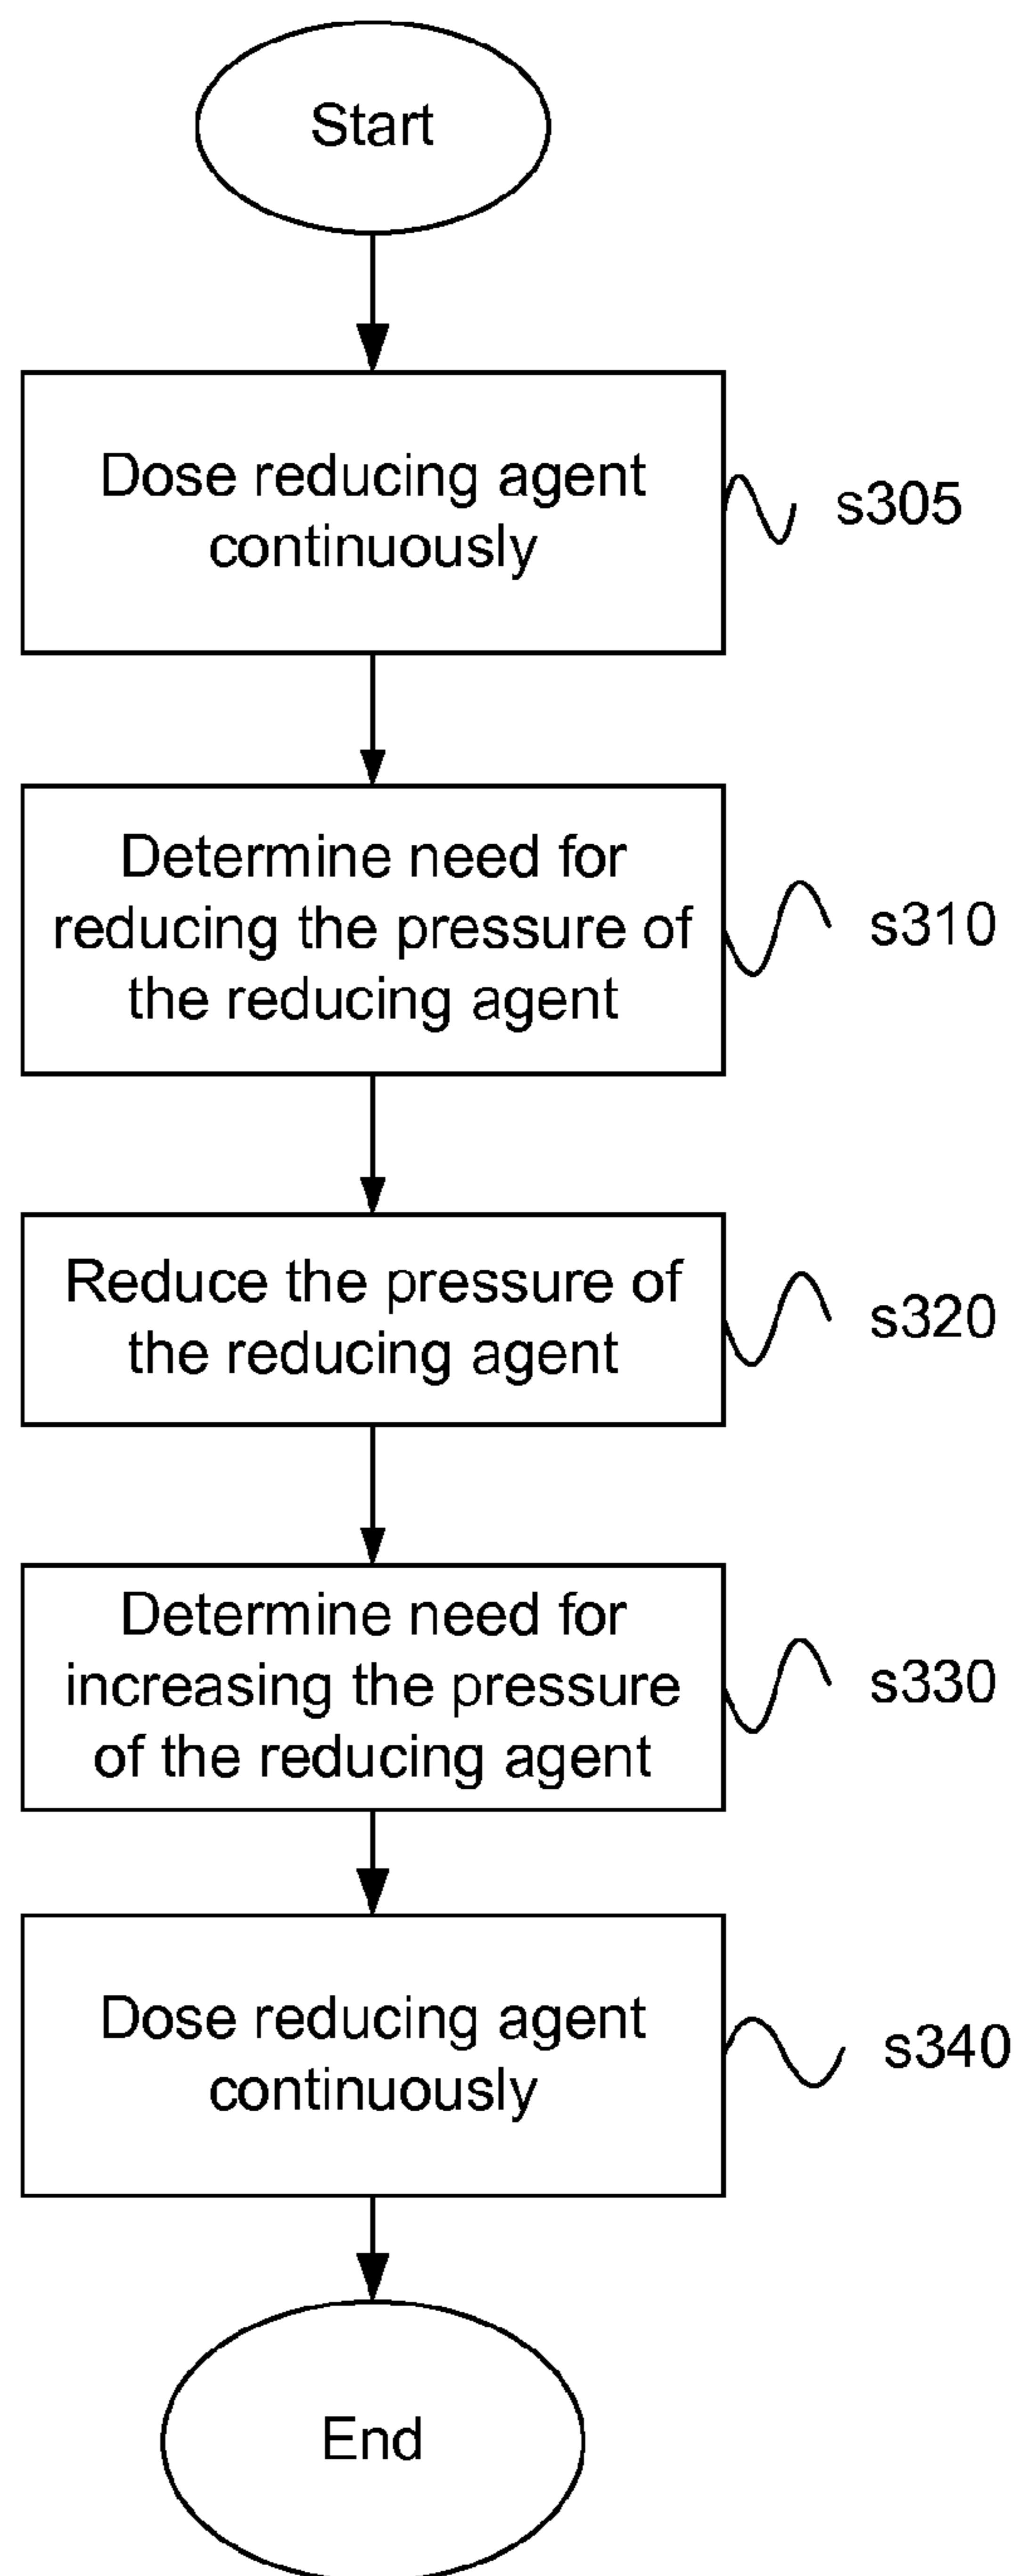 Start
Dose reducing agent
continuously
s305
Determine need for
reducing the pressure of
the reducing agent
s310
Reduce the pressure of
the reducing agent
s320
Determine need for
increasing the pressure
of the reducing agent
s330
Dose reducing agent
continuously
s340
End